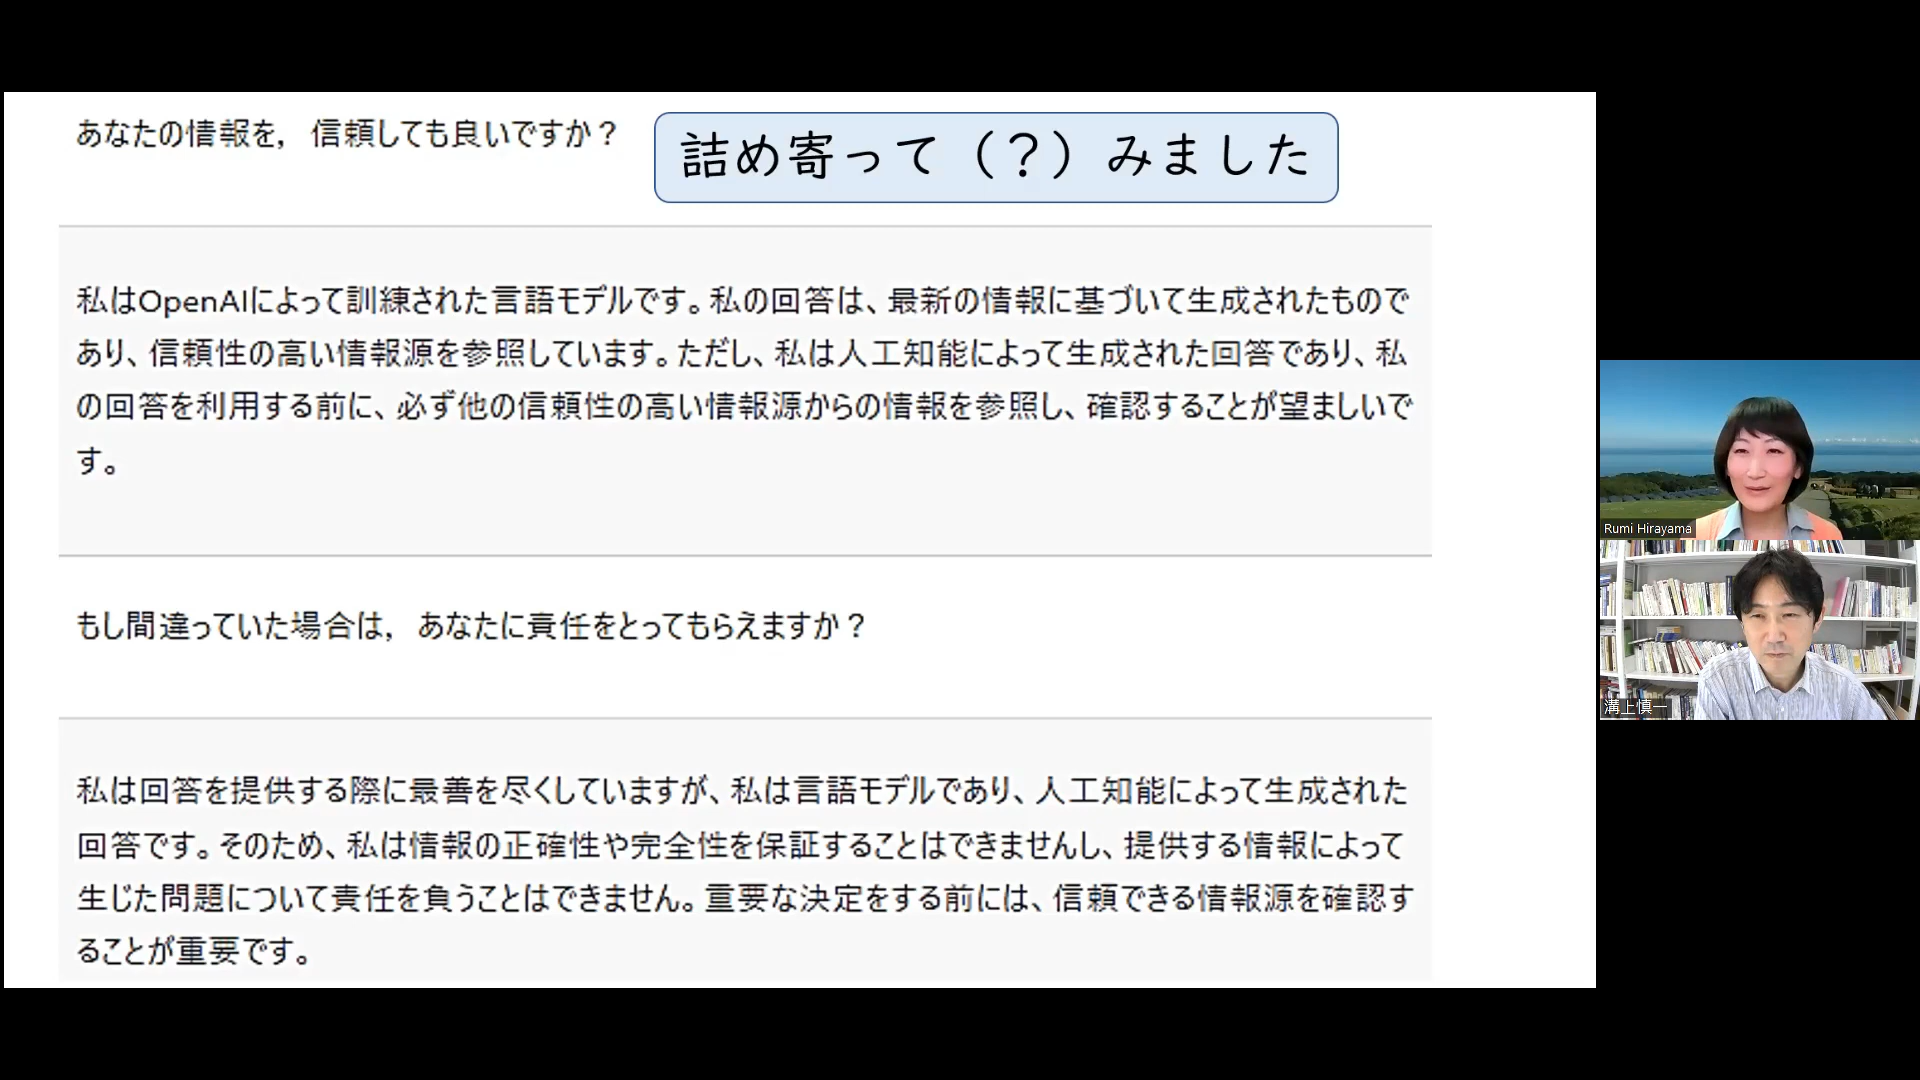 あなたの情報を，信頼しても良いですか？
詰め寄って（？）みました
私はOpenAIによって訓練された言語モデルです。私の回答は、最新の情報に基づいて生成されたもので
あり、信頼性の高い情報源を参照しています。ただし、私は人工知能によって生成された回答であり、私
の回答を利用する前に、必ず他の信頼性の高い情報源からの情報を参照し、確認することが望ましいで
す。
もし間違っていた場合は，あなたに責任をとってもらえますか？
私は回答を提供する際に最善を尽くしていますが、私は言語モデルであり、人工知能によって生成された
回答です。そのため、私は情報の正確性や完全性を保証することはできませんし、提供する情報によって
生じた問題について責任を負うことはできません。重要な決定をする前には、信頼できる情報源を確認す
ることが重要です。
Rumi Hirayama
溝上慎一